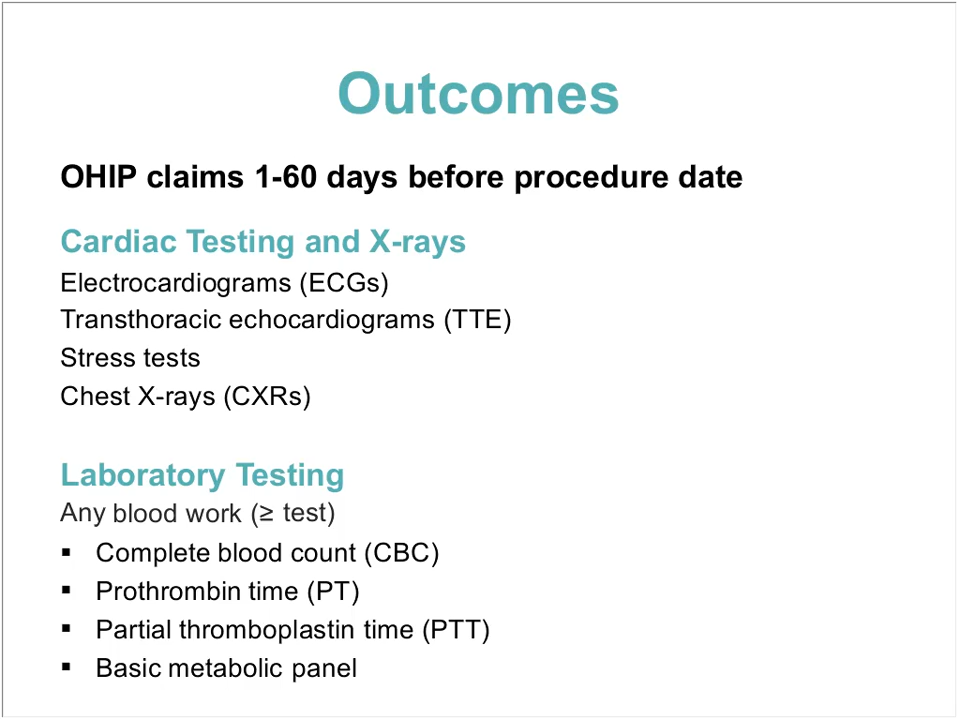 Outcomes
OHIP claims 1-60 days before procedure date
Cardiac Testing and X-rays
Electrocardiograms (ECGs)
Transthoracic echocardiograms (TTE)
Stress tests
Chest X-rays (CXRs)
Laboratory Testing
Any blood work (≥ test)
▪ Complete blood count (CBC)
▪ Prothrombin time (PT)
▪ Partial thromboplastin time (PTT)
▪ Basic metabolic panel